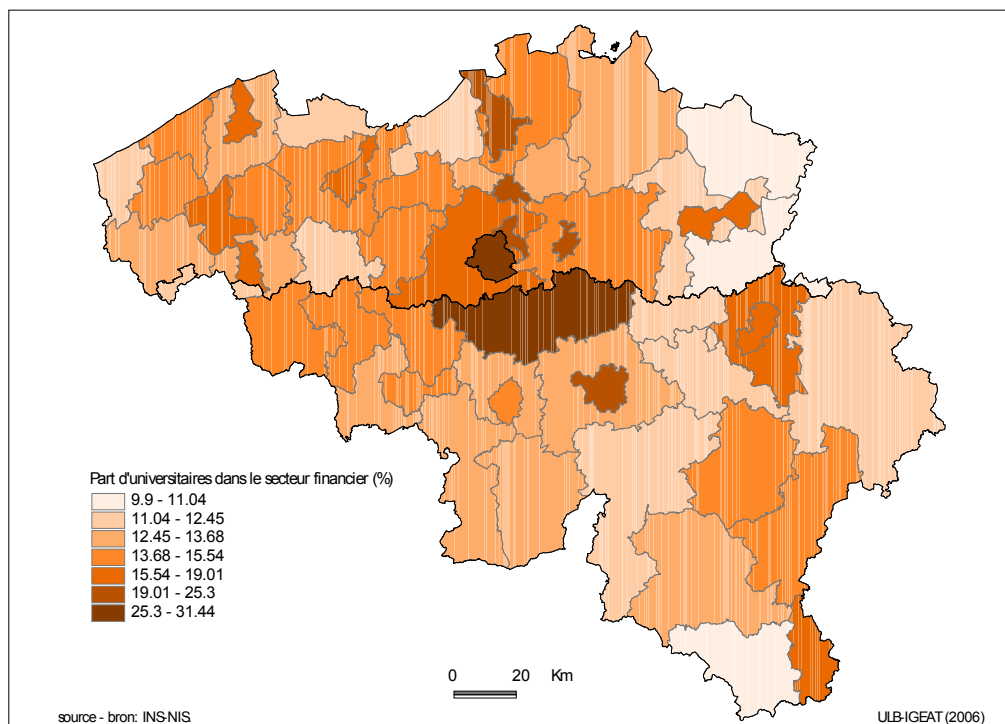 Part d'universitaires dans le secteur financier (%)
9.9 - 11.04
11.04 - 12.45
12.45 - 13.68
13.68 - 15.54
15.54 - 19.01
19.01 - 25.3
25.3 - 31.44
0 20 Km
source - bron: INS-NIS.
ULB-IGEAT (2006)